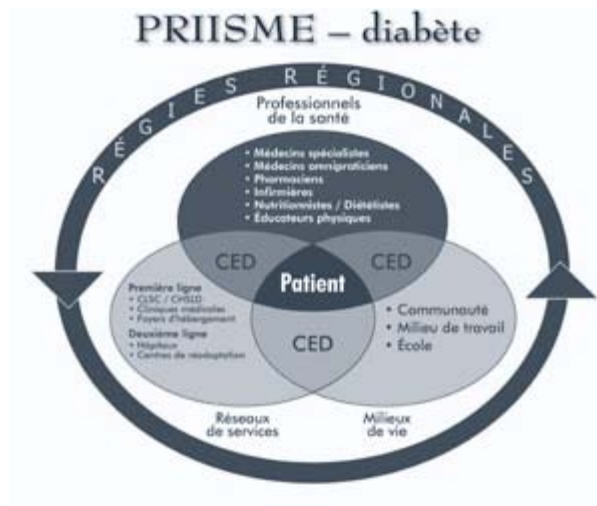 PRIISME – diabète
RÉGIES RÉGIONALES
Professionnels
de la santé
• Médecins spécialistes
• Médecins omnipraticiens
• Pharmaciens
• Infirmières
• Nutritionnistes / Diététistes
• Éducateurs physiques
CED
CED
Patient
Première ligne
• CLSC / CHSLD
• Cliniques médicales
• Foyers d'hébergement
Deuxième ligne
• Hôpitaux
• Centres de réadaptation
CED
• Communauté
• Milieu de travail
• École
Réseaux
de services
Milieux
de vie